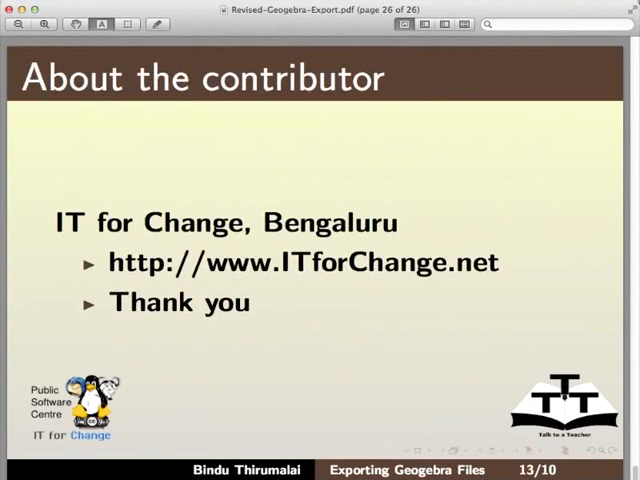 Revised-Geogebra-Export.pdf (page 26 of 26)
About the contributor
IT for Change, Bengaluru
http://www.ITforChange.net
Thank you
Public
Software
Centre
IT for Change
TTT
Talk to a Teacher
Bindu Thirumalai
Exporting Geogebra Files
13/10